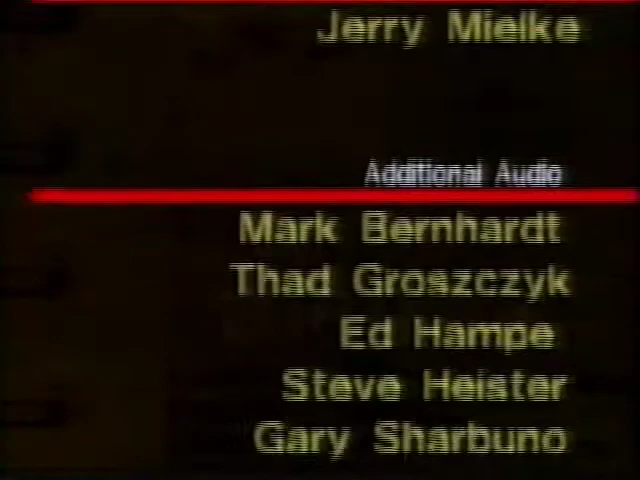 Jerry Mielke
Additional Audio
Mark Bernhardt
Thad Groszczyk
Ed Hampe
Steve Heister
Gary Sharbuno